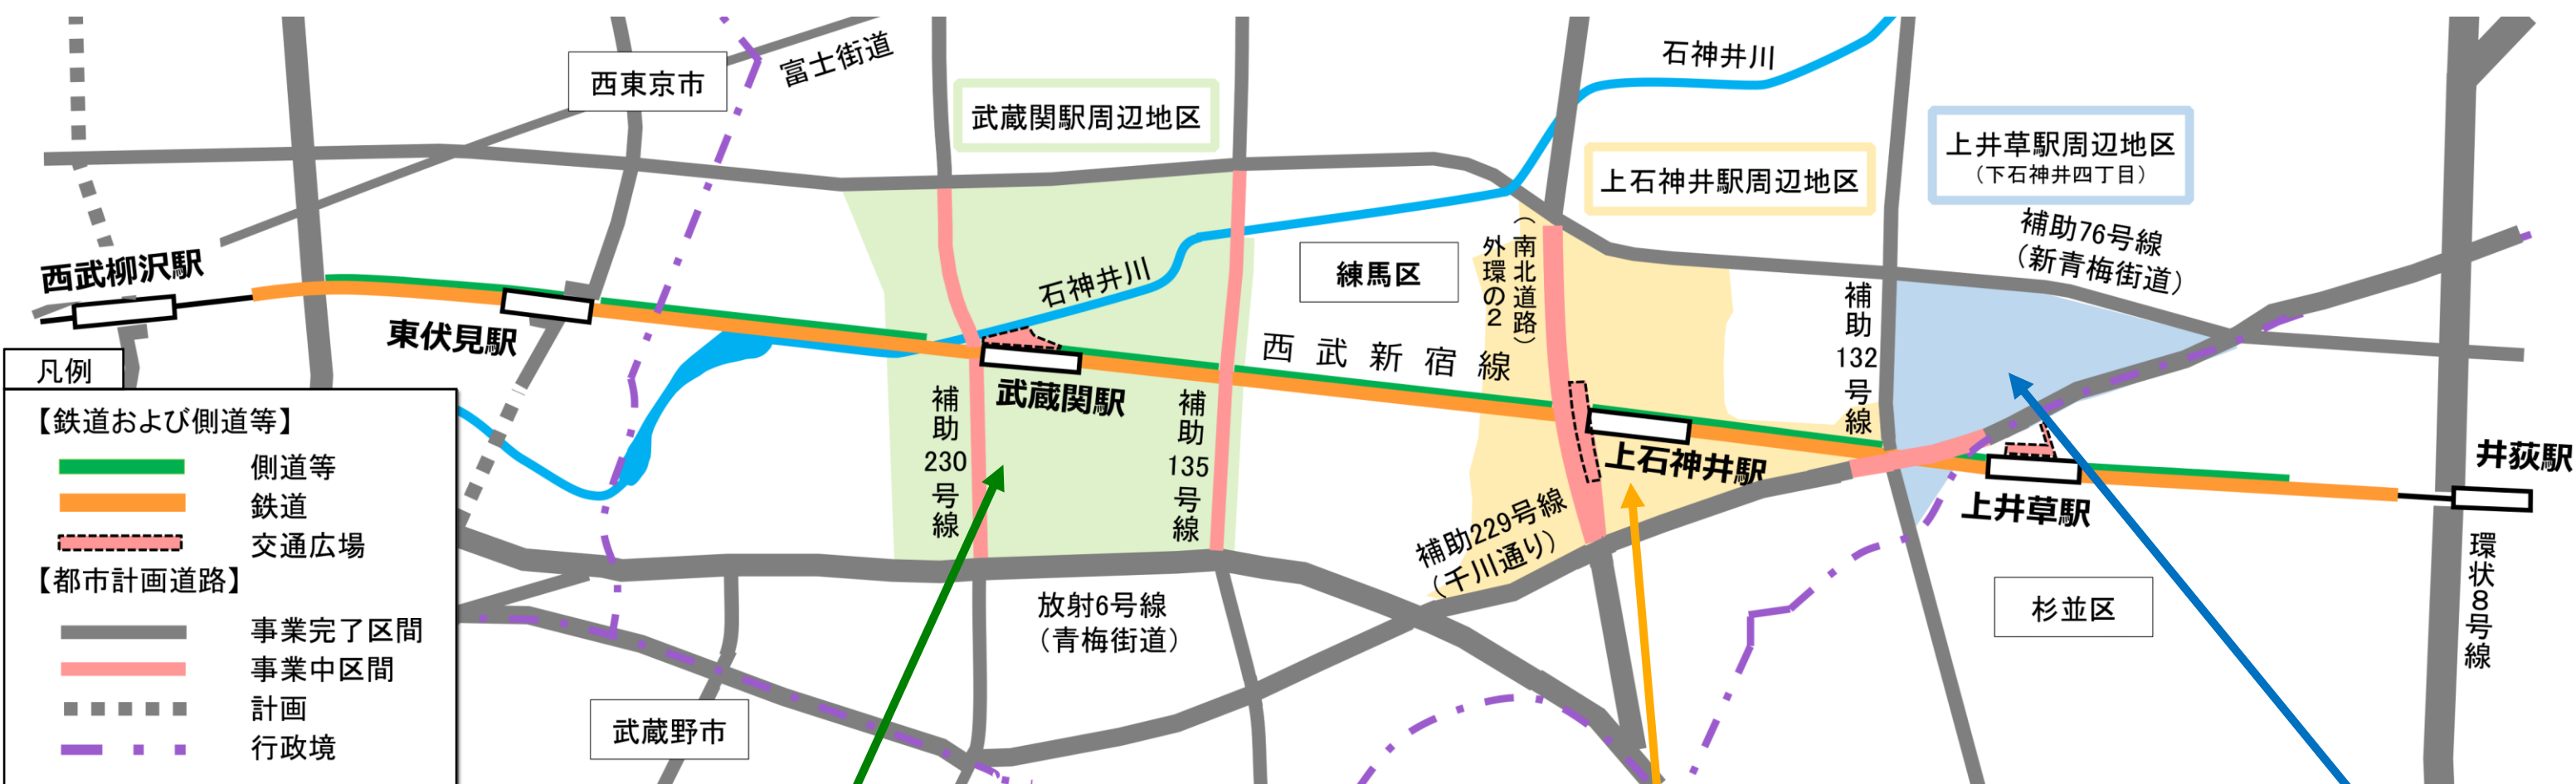 富士街道
西東京市
石神井川
武蔵関駅周辺地区
上石神井駅周辺地区
上井草駅周辺地区
(下石神井四丁目)
補助76号線
(新青梅街道)
外環の2
(南北道路)
練馬区
西武柳沢駅
東伏見駅
石神井川
武蔵関駅
西武新宿線
補助230号線
補助135号線
補助132号線
上石神井駅
上井草駅
井荻駅
補助229号線
(千川通り)
放射6号線
(青梅街道)
環状8号線
杉並区
武蔵野市
凡例
【鉄道および側道等】
側道等
鉄道
交通広場
【都市計画道路】
事業完了区間
事業中区間
計画
行政境